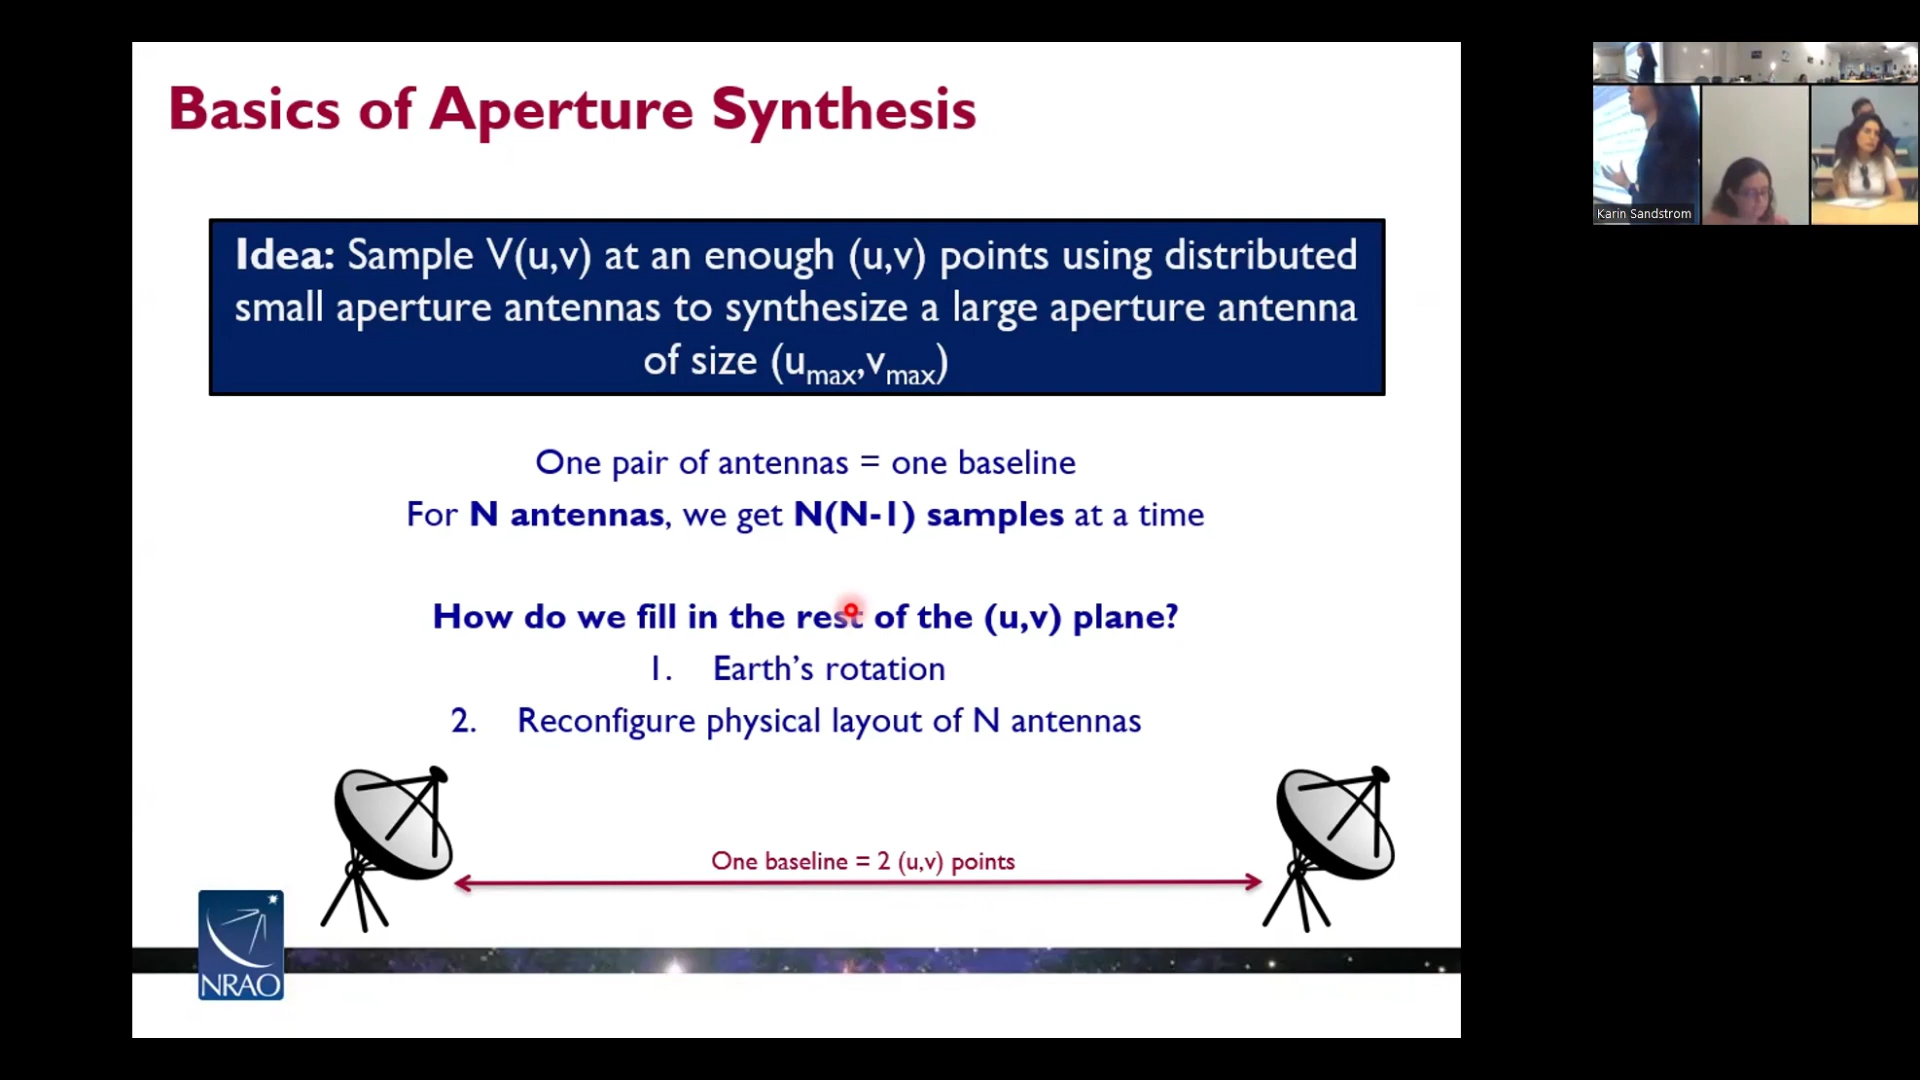 Basics of Aperture Synthesis
Idea: Sample V(u,v) at an enough (u,v) points using distributed
small aperture antennas to synthesize a large aperture antenna
of size (umax,vmax)
One pair of antennas = one baseline
For N antennas, we get N(N-1) samples at a time
How do we fill in the rest of the (u,v) plane?
1. Earth's rotation
2. Reconfigure physical layout of N antennas
One baseline = 2 (u,v) points
NRAO
Karin Sandstrom